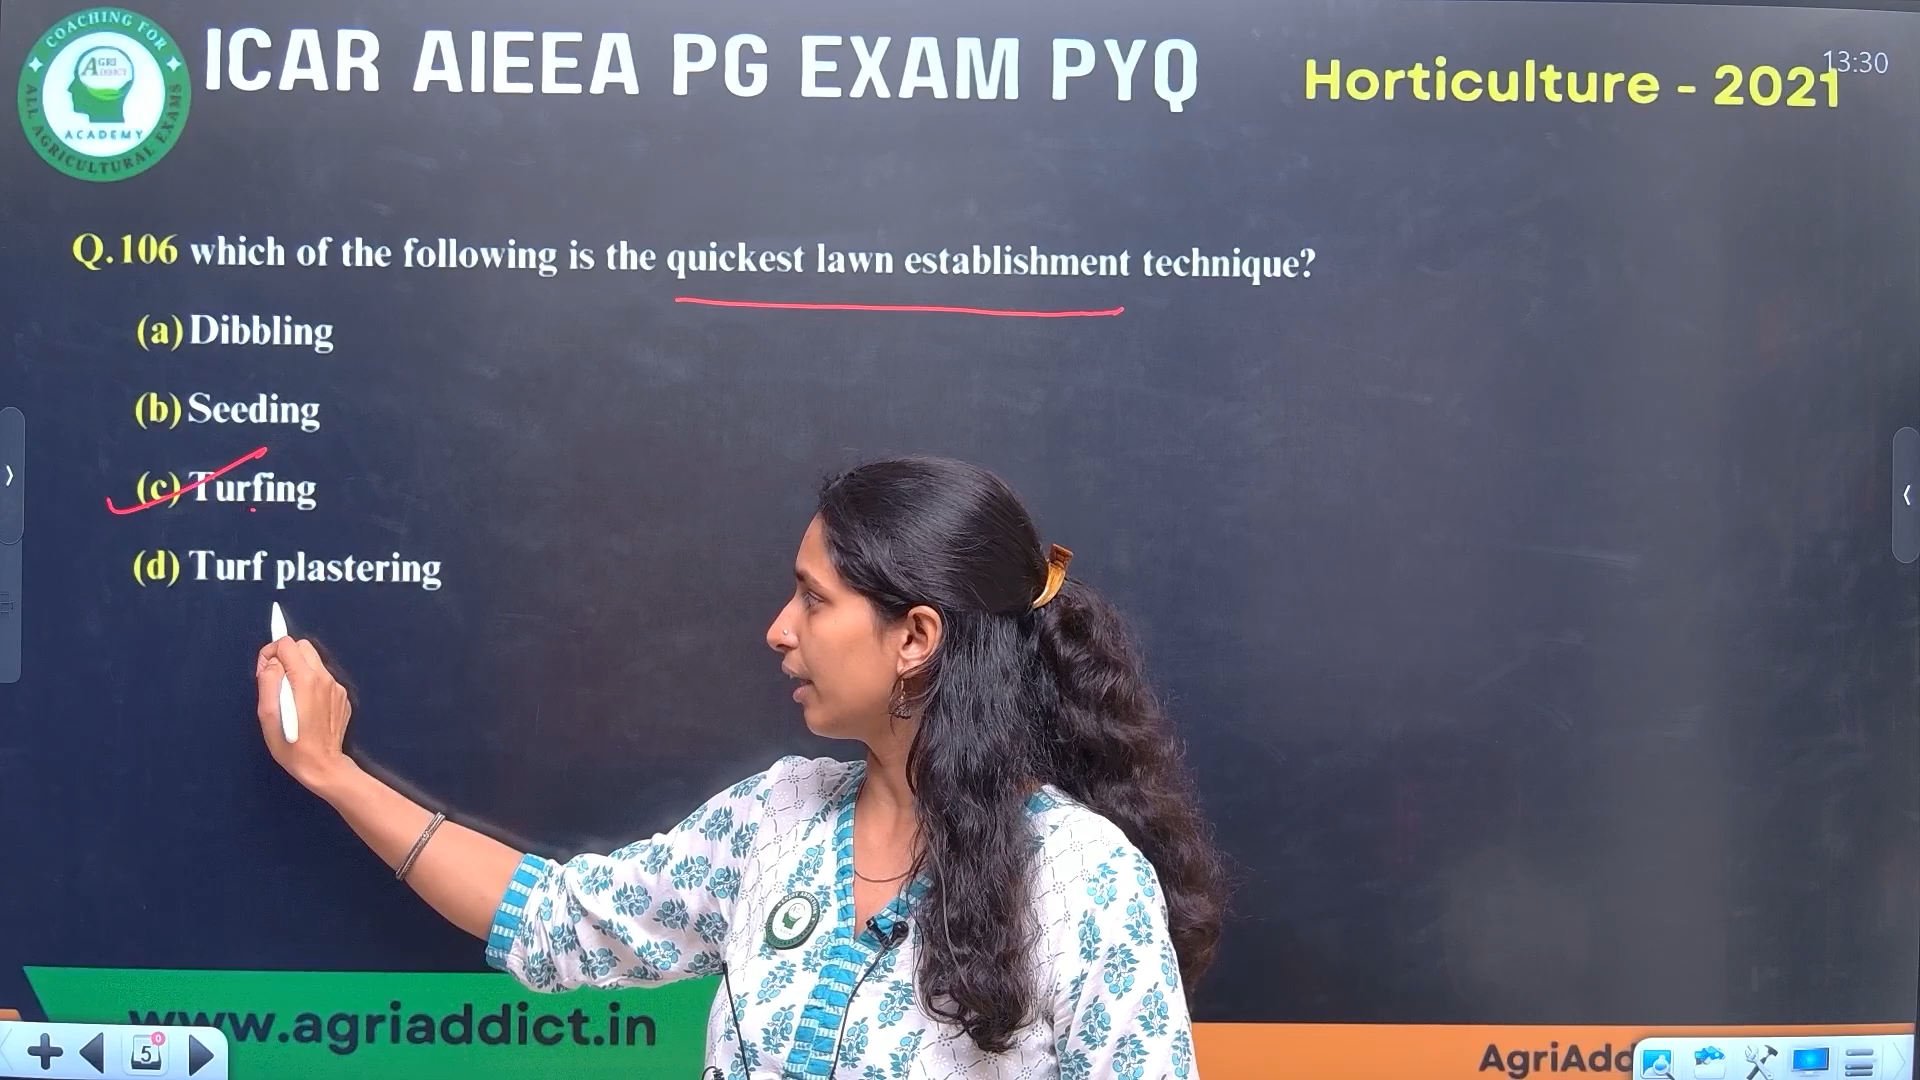 COACHING FOR
AGRI
ADDICT
ACADEMY
ALL AGRICULTURAL EXAMS
ICAR AIEEA PG EXAM PYQ
Horticulture - 2021
13:30
Q.106 which of the following is the quickest lawn establishment technique?
(a) Dibbling
(b) Seeding
(c) Turfing
(d) Turf plastering
www.agriaddict.in
AgriAdd
5
0